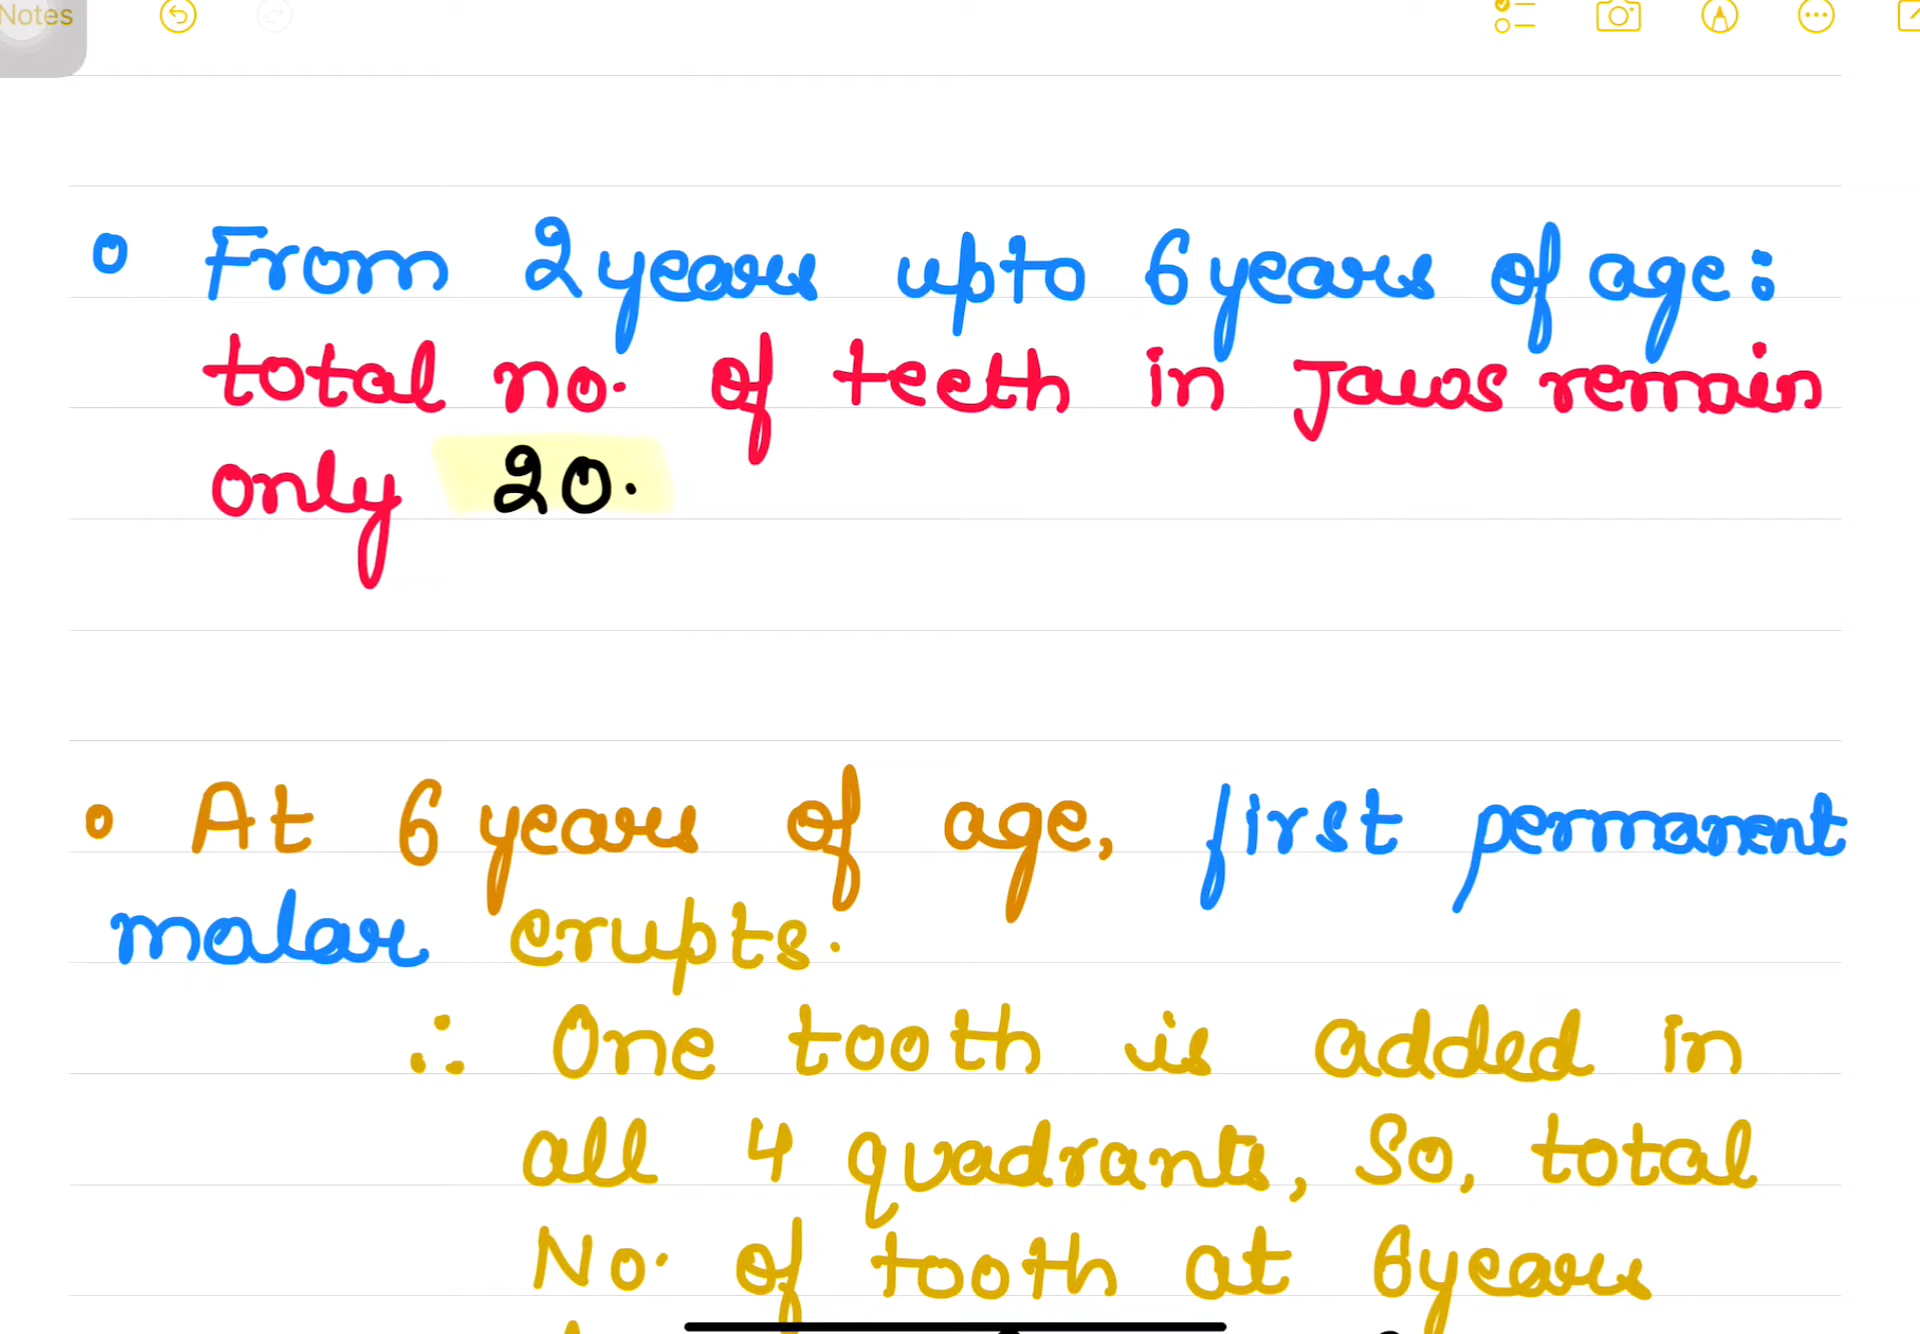 Notes
From 2 years upto 6 years of age:
total no. of teeth in Jaws remain
only 20.
At 6 years of age, first permanent
molar erupts.
∴ One tooth is added in
all 4 quadrants, So, total
No. of tooth at 6 years